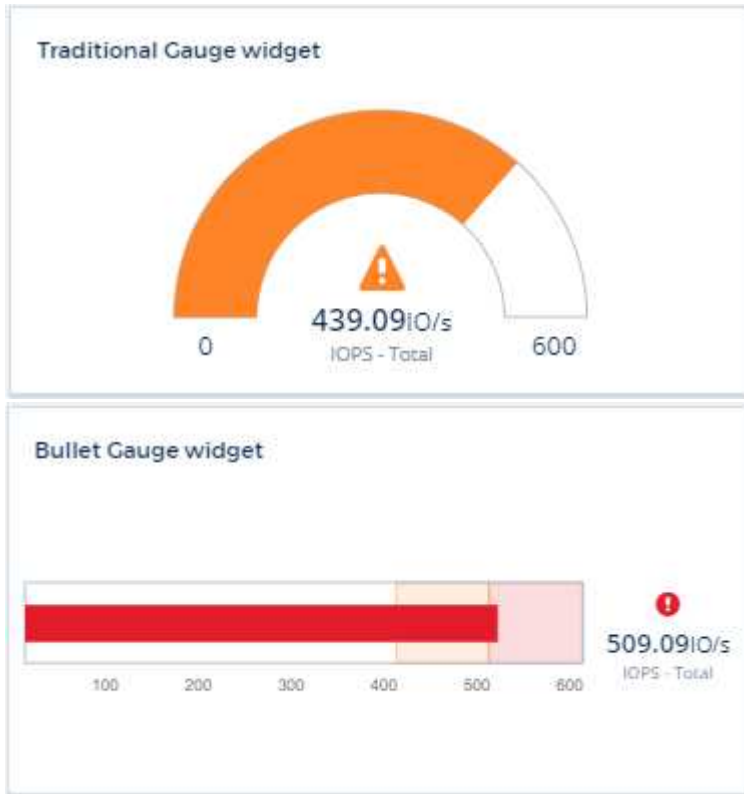 Traditional Gauge widget
439.09IO/s
0
IOPS - Total
600
Bullet Gauge widget
509.09IO/s
IOPS - Total
100 200 300 400 500 600